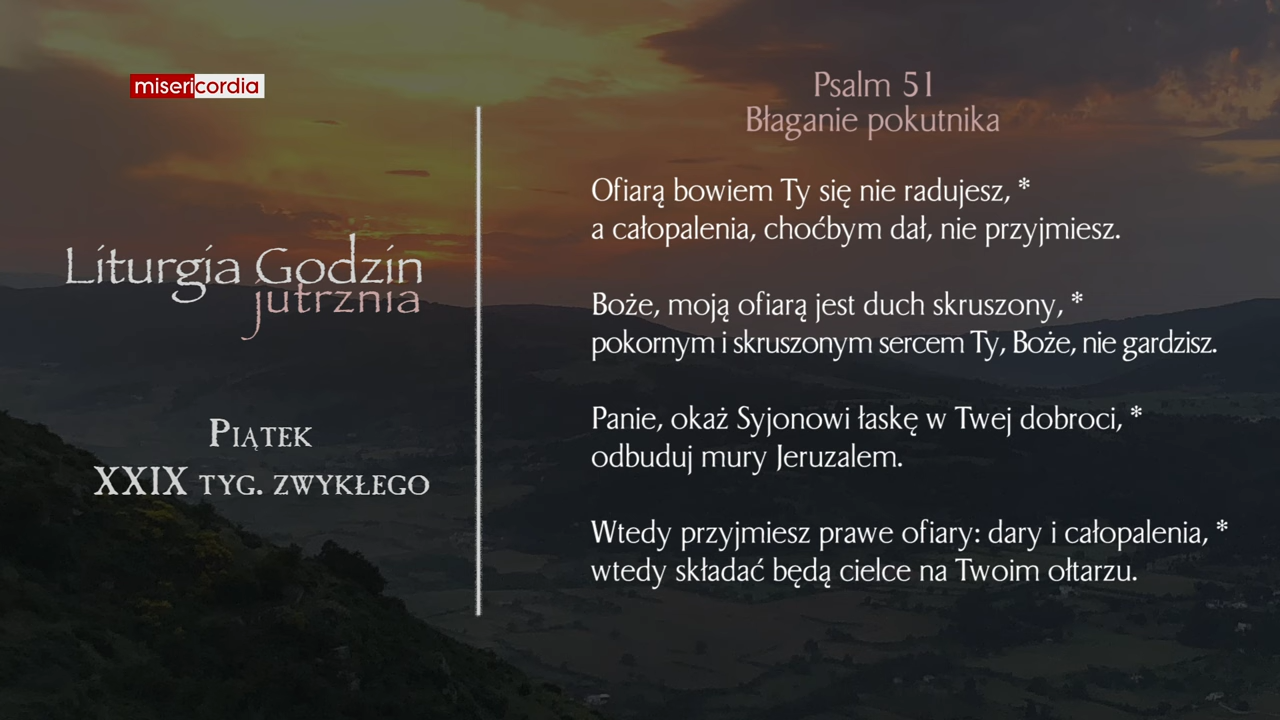 misericordia
Liturgia Godzin
jutrznia
Piątek
XXIX tyg. zwykłego
Psalm 51
Błaganie pokutnika
Ofiarą bowiem Ty się nie radujesz, *
a całopalenia, choćbym dał, nie przyjmiesz.
Boże, moją ofiarą jest duch skruszony, *
pokornym i skruszonym sercem Ty, Boże, nie gardzisz.
Panie, okaż Syjonowi łaskę w Twej dobroci, *
odbuduj mury Jeruzalem.
Wtedy przyjmiesz prawe ofiary: dary i całopalenia, *
wtedy składać będą cielce na Twoim ołtarzu.